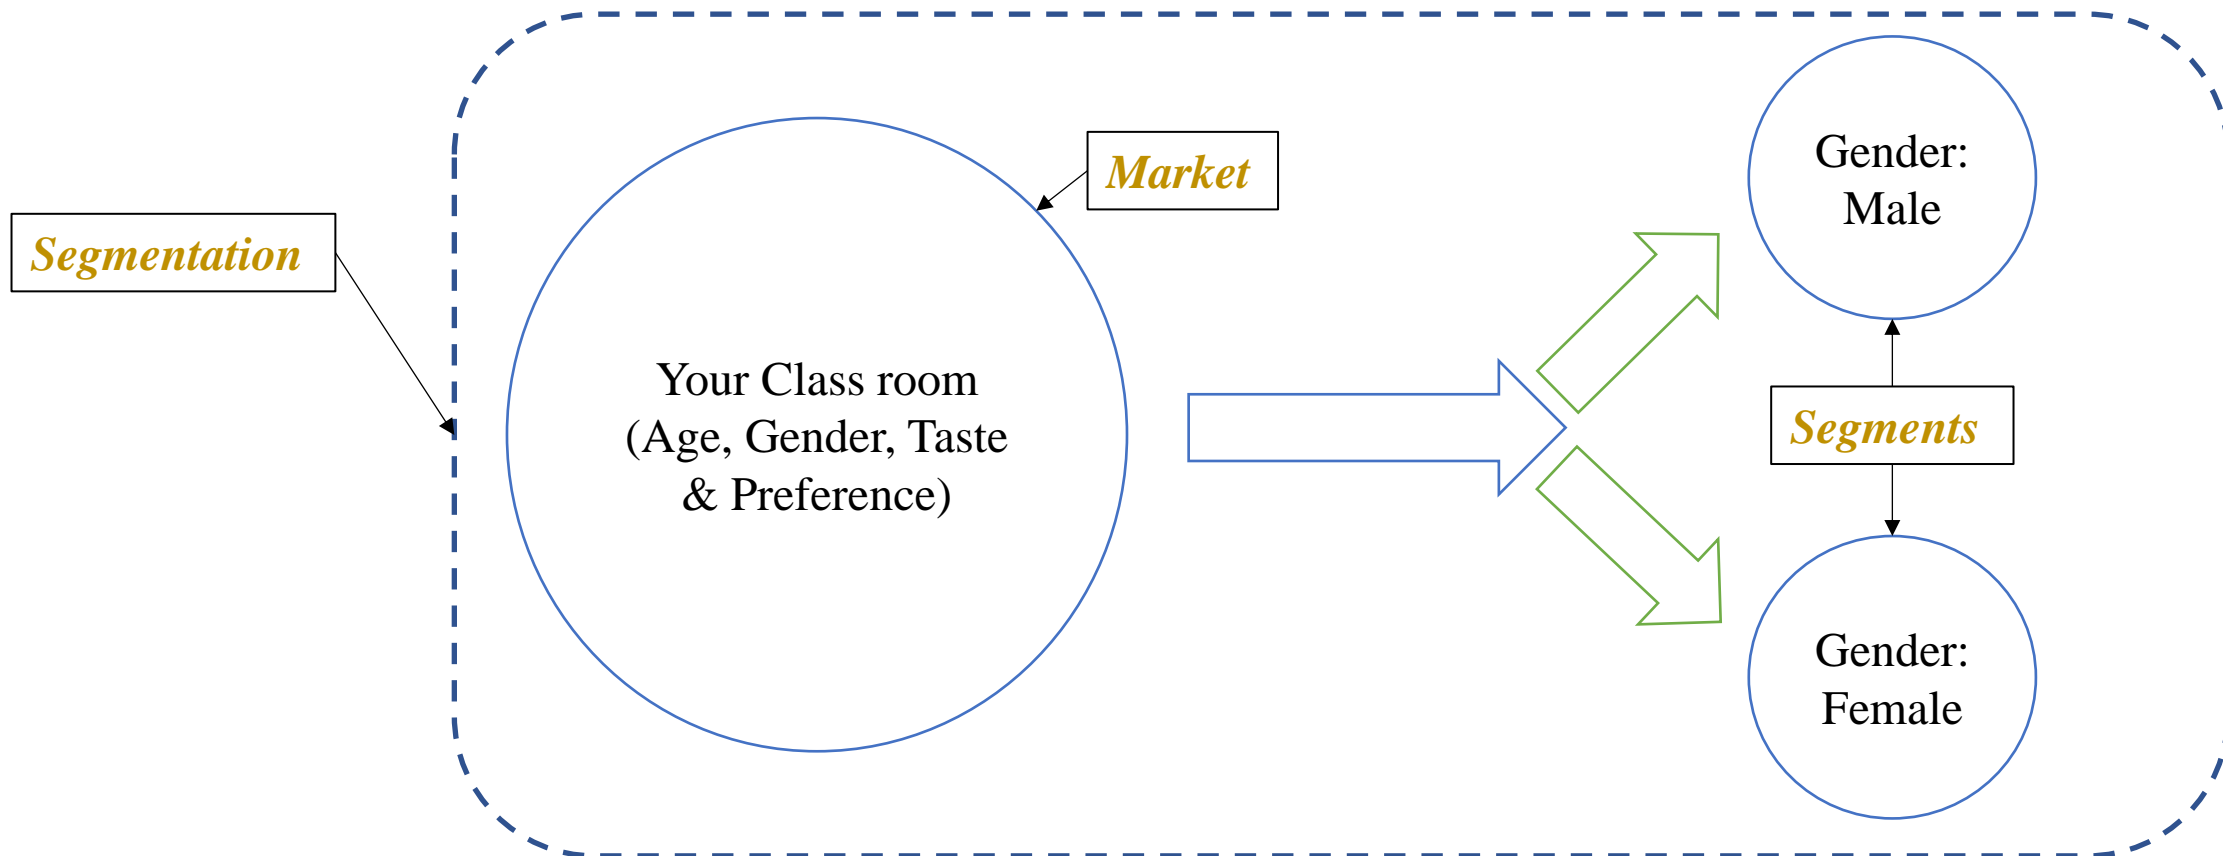 Segmentation
Market
Your Class room
(Age, Gender, Taste
& Preference)
Gender:
Male
Segments
Gender:
Female